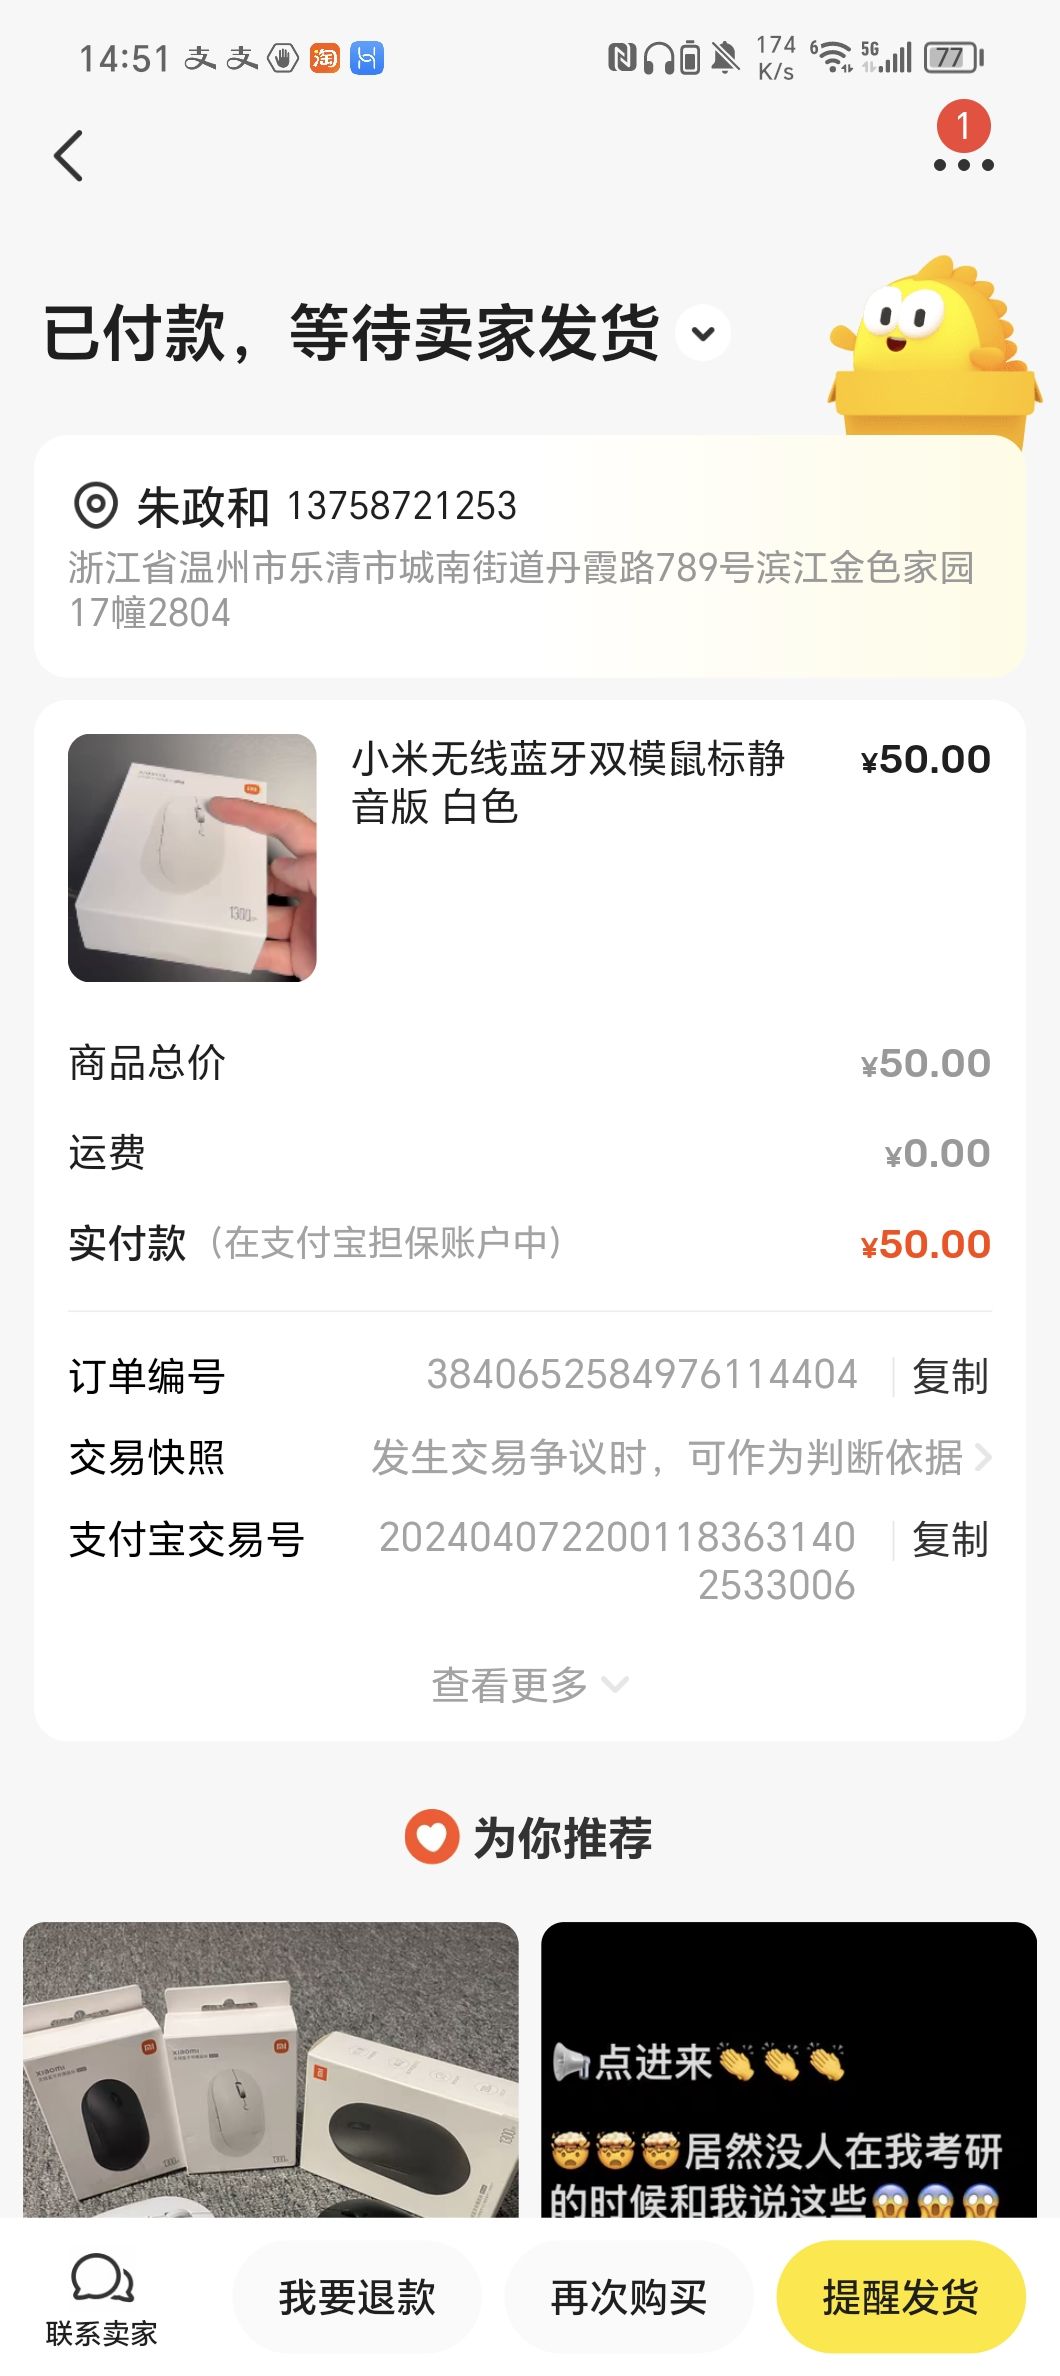 14:51
174 K/s
6
5G
77
1
已付款，等待卖家发货
朱政和 13758721253
浙江省温州市乐清市城南街道丹霞路789号滨江金色家园
17幢2804
小米无线蓝牙双模鼠标静
音版 白色
¥50.00
1300
商品总价 ¥50.00
运费 ¥0.00
实付款（在支付宝担保账户中） ¥50.00
订单编号 3840652584976114404 复制
交易快照 发生交易争议时，可作为判断依据
支付宝交易号 202404072200118363140 复制
2533006
查看更多
为你推荐
xiaomi
xiaomi
点进来
居然没人在我考研
的时候和我说这些
联系卖家
我要退款
再次购买
提醒发货